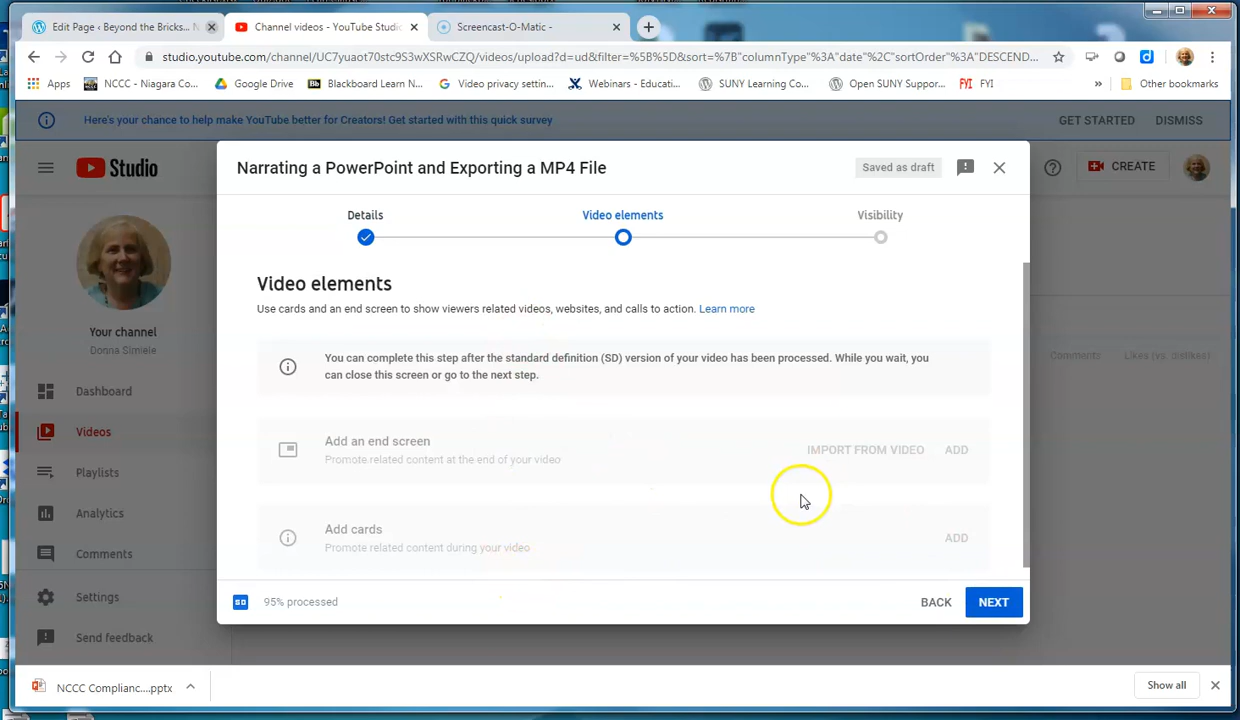 Edit Page ‹ Beyond the Bricks...
Channel videos - YouTube Studio
Screencast-O-Matic -
studio.youtube.com/channel/UC7yuaot70stc9S3wXSRwCZQ/videos/upload?d=ud&filter=%5B%5D&sort=%7B"columnType"%3A"date"%2C"sortOrder"%3A"DESCEND...
Apps
NCCC - Niagara Co...
Google Drive
Bb
Blackboard Learn N...
Video privacy settin...
Webinars - Educati...
SUNY Learning Co...
Open SUNY Suppor...
FYI
FYI
»
Other bookmarks
Here's your chance to help make YouTube better for Creators! Get started with this quick survey
GET STARTED
DISMISS
Studio
CREATE
Narrating a PowerPoint and Exporting a MP4 File
Saved as draft
Details
Video elements
Visibility
Your channel
Donna Simiele
Dashboard
Videos
Playlists
Analytics
Comments
Settings
Send feedback
Comments
Likes (vs. dislikes)
Video elements
Use cards and an end screen to show viewers related videos, websites, and calls to action. Learn more
You can complete this step after the standard definition (SD) version of your video has been processed. While you wait, you
can close this screen or go to the next step.
Add an end screen
Promote related content at the end of your video
IMPORT FROM VIDEO
ADD
Add cards
Promote related content during your video
ADD
SD
95% processed
BACK
NEXT
NCCC Complianc....pptx
Show all